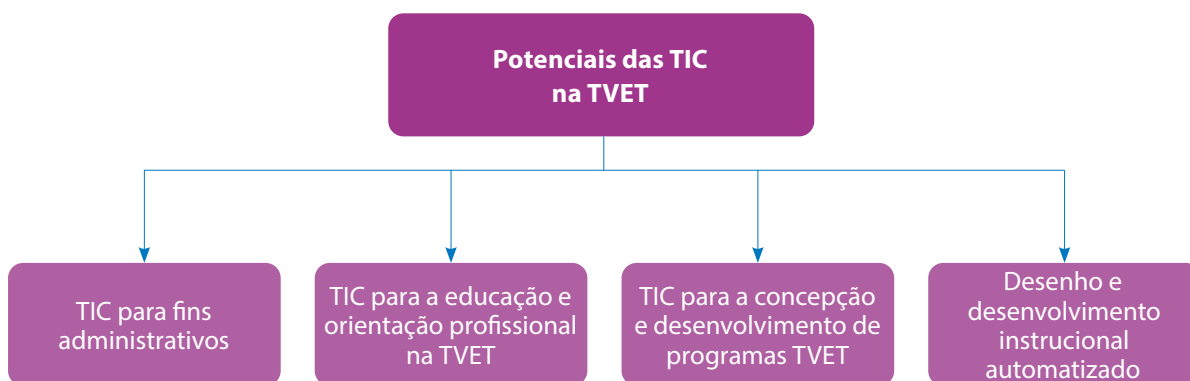 Potenciais das TIC
na TVET
TIC para fins
administrativos
TIC para a educação e
orientação profissional
na TVET
TIC para a concepção
e desenvolvimento de
programas TVET
Desenho e
desenvolvimento
instrucional
automatizado